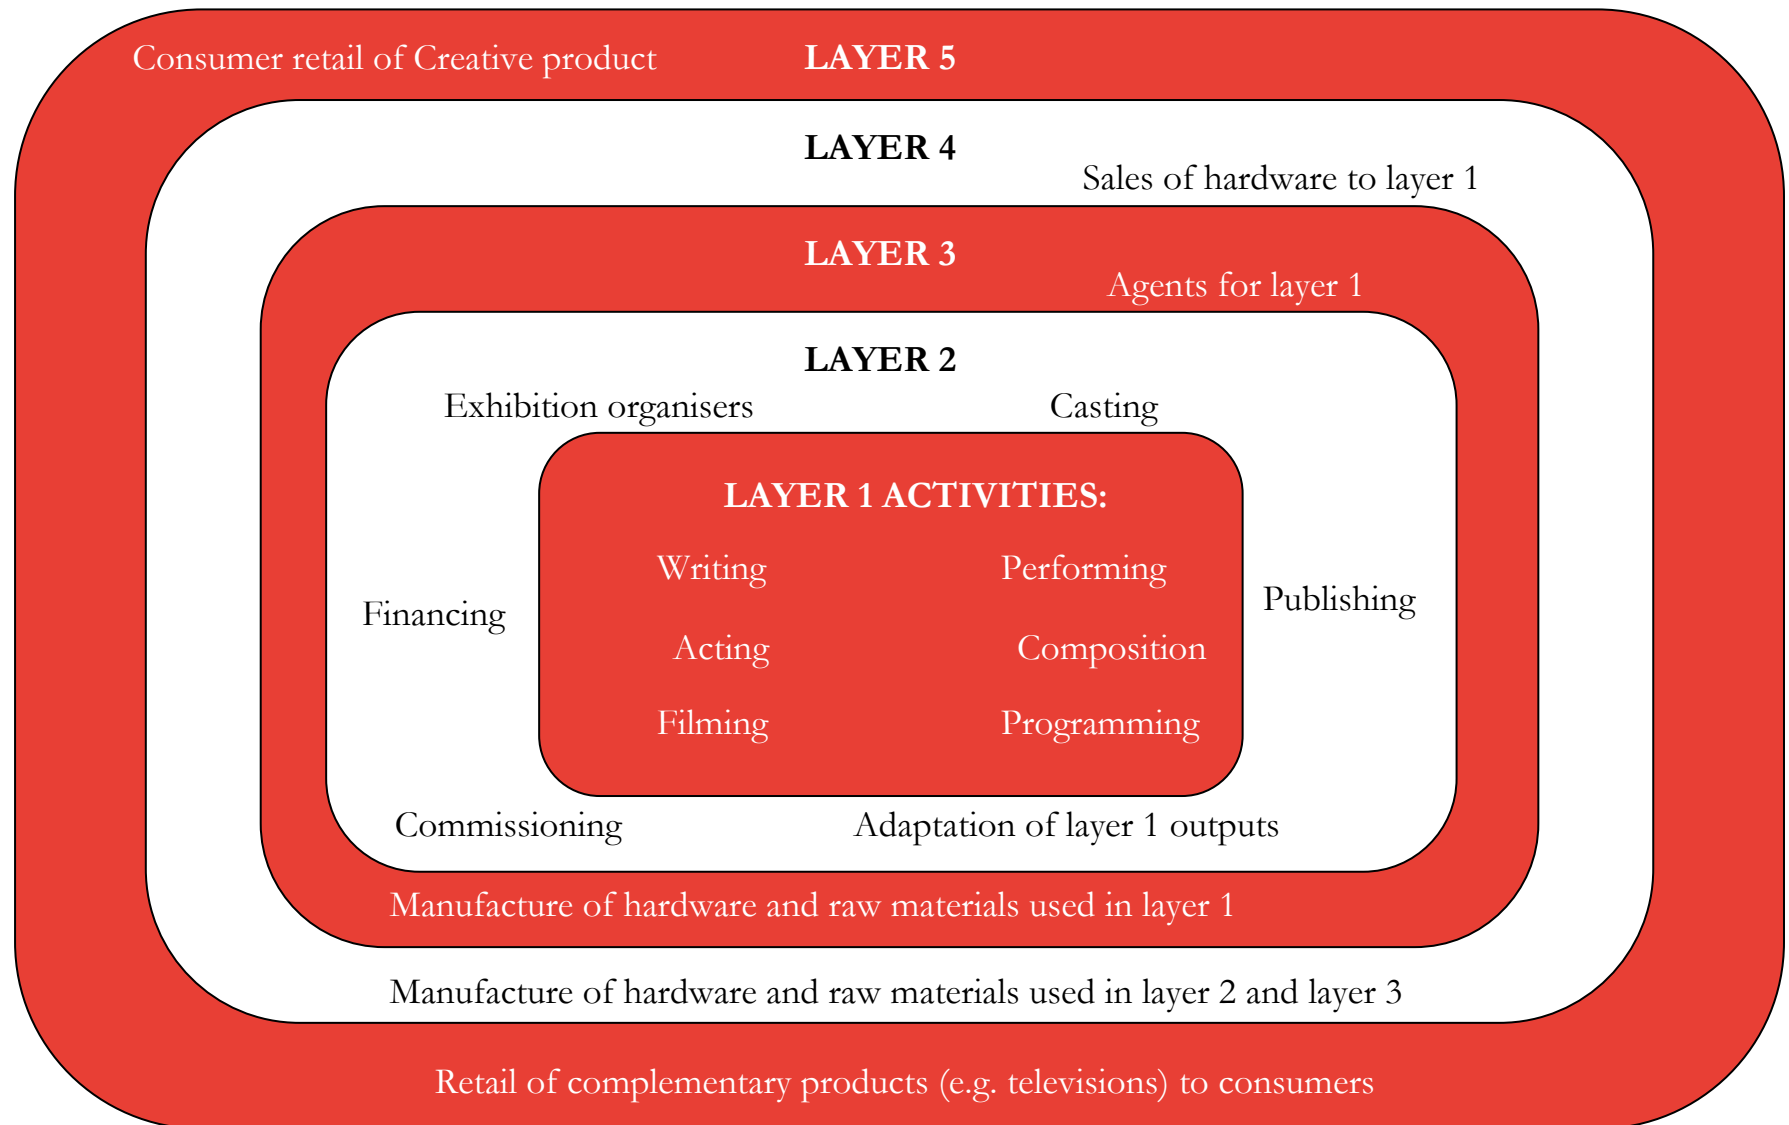 Consumer retail of Creative product
LAYER 5
LAYER 4
Sales of hardware to layer 1
LAYER 3
Agents for layer 1
LAYER 2
Exhibition organisers
Casting
LAYER 1 ACTIVITIES:
Writing
Performing
Financing
Publishing
Acting
Composition
Filming
Programming
Commissioning
Adaptation of layer 1 outputs
Manufacture of hardware and raw materials used in layer 1
Manufacture of hardware and raw materials used in layer 2 and layer 3
Retail of complementary products (e.g. televisions) to consumers